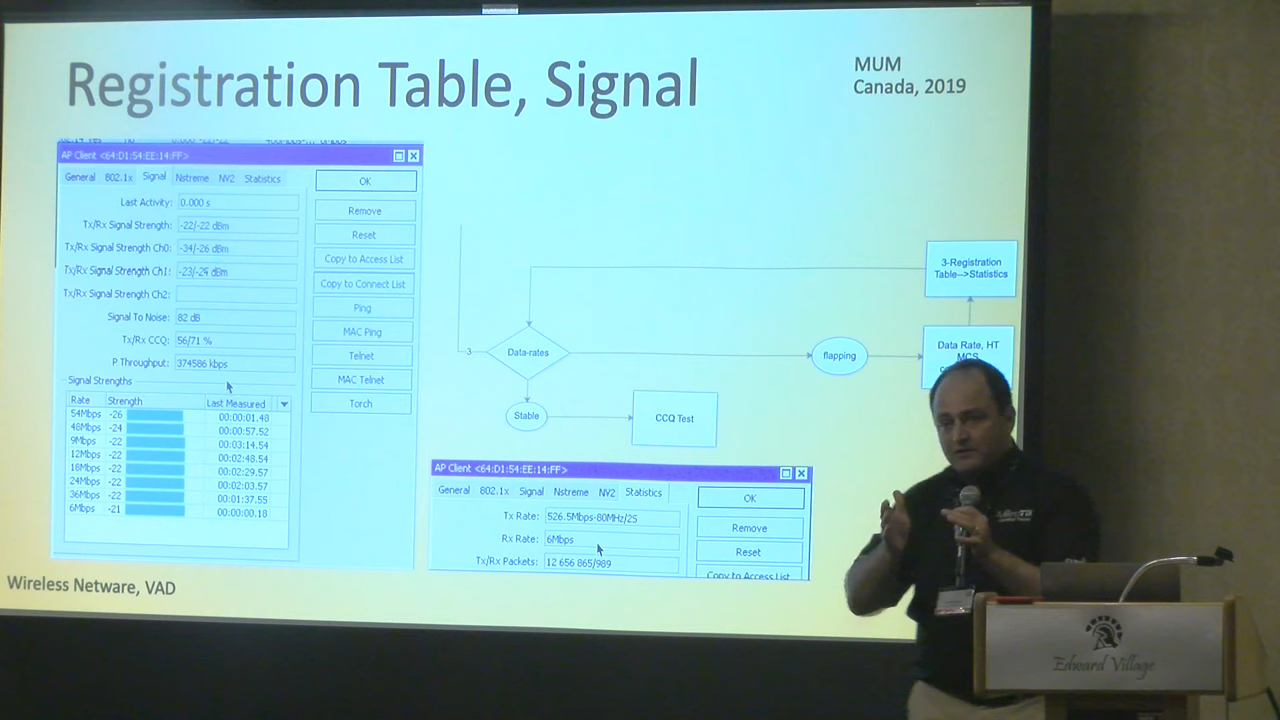 Registration Table, Signal
MUM
Canada, 2019
AP Client <64:D1:54:EE:14:FF>
General 802.1x Signal Nstreme NV2 Statistics
Last Activity: 0.000 s
Tx/Rx Signal Strength: -22/-22 dBm
Tx/Rx Signal Strength Ch0: -34/-26 dBm
Tx/Rx Signal Strength Ch1: -23/-24 dBm
Tx/Rx Signal Strength Ch2:
Signal To Noise: 82 dB
Tx/Rx CCQ: 56/71 %
P Throughput: 374586 kbps
Signal Strengths
Rate Strength Last Measured
54Mbps -26 00:00:01.48
48Mbps -24 00:00:57.52
9Mbps -22 00:03:14.54
12Mbps -22 00:02:48.54
18Mbps -22 00:02:29.57
24Mbps -22 00:02:03.57
36Mbps -22 00:01:37.55
6Mbps -21 00:00:00.18
OK
Remove
Reset
Copy to Access List
Copy to Connect List
Ping
MAC Ping
Telnet
MAC Telnet
Torch
3-Registration
Table-->Statistics
3
Data-rates
flapping
Data Rate, HT
MCS
Stable
CCQ Test
AP Client <64:D1:54:EE:14:FF>
General 802.1x Signal Nstreme NV2 Statistics
Tx Rate: 526.5Mbps-80MHz/2S
Rx Rate: 6Mbps
Tx/Rx Packets: 12 656 865/989
OK
Remove
Reset
Copy to Access List
Wireless Netware, VAD
Edward Village